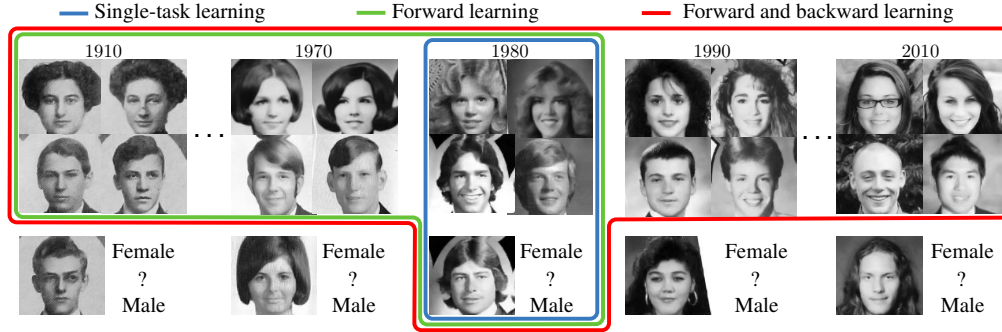 Single-task learning Forward learning Forward and backward learning
1910 1970 1980 1990 2010
. . . . . .
Female Female Female Female Female
? ? ? ? ?
Male Male Male Male Male